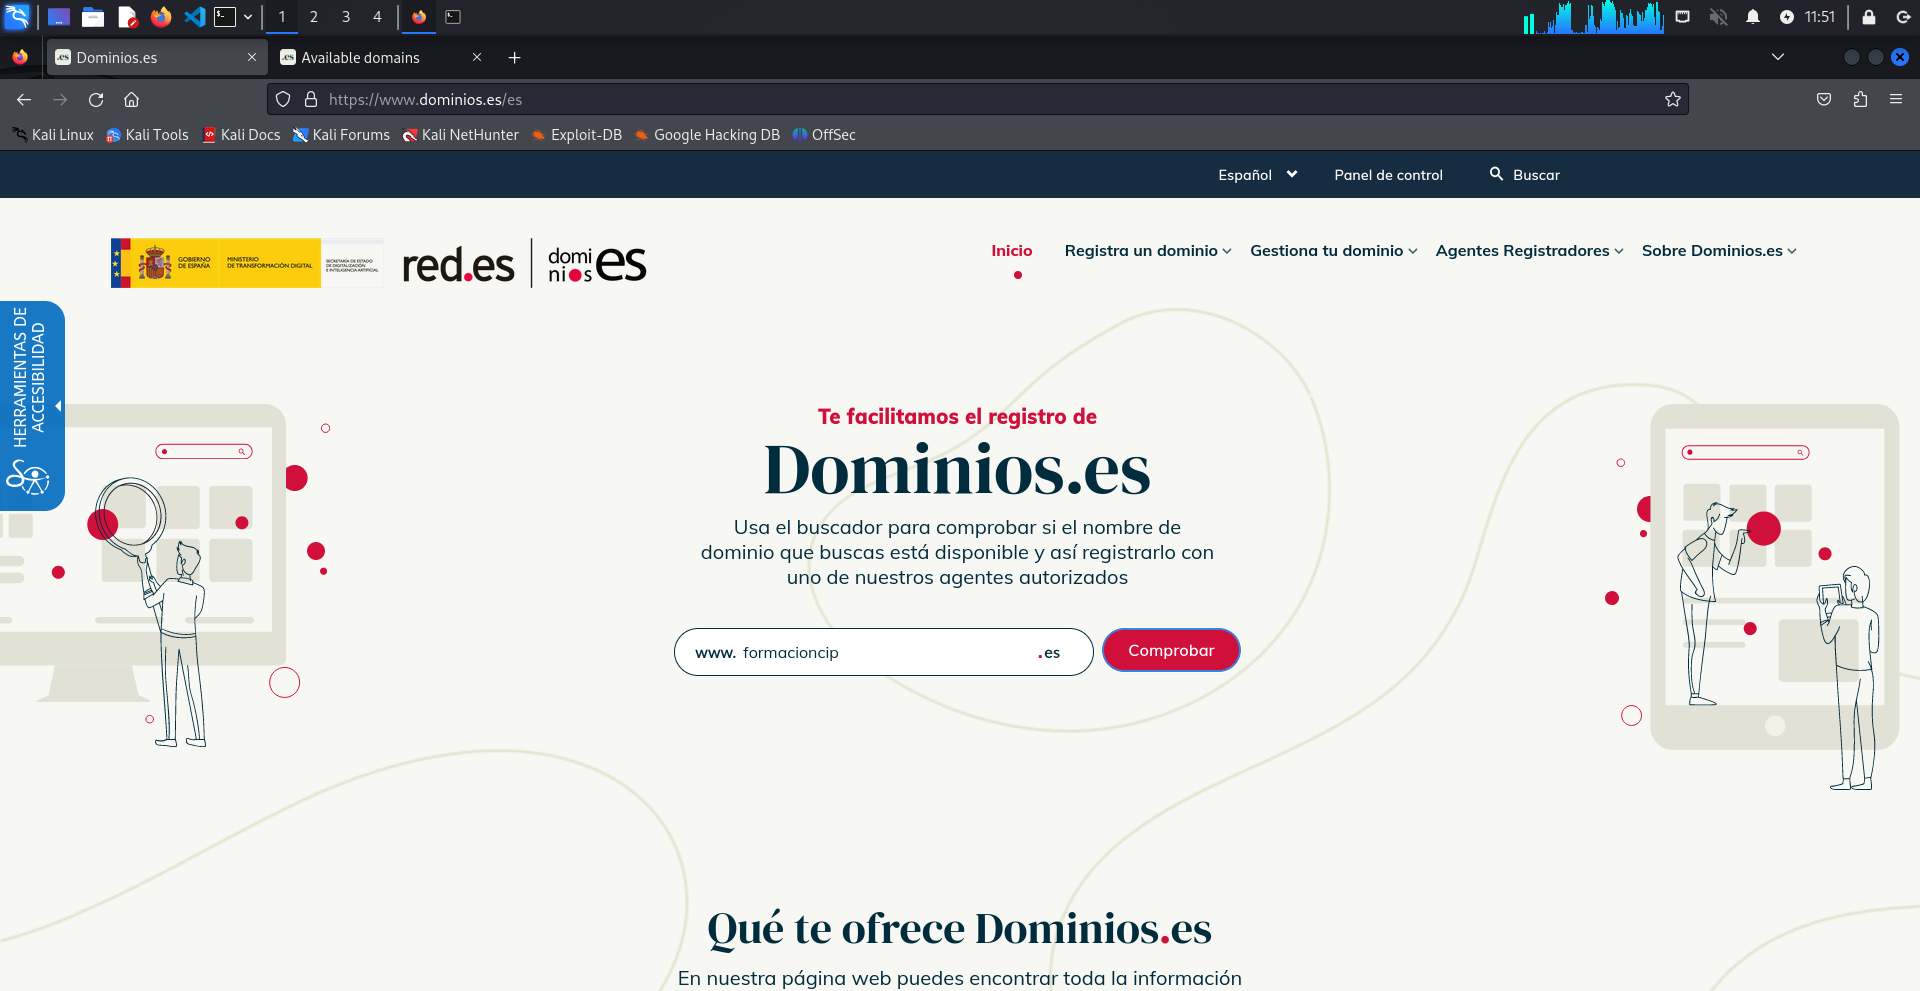 1 2 3 4
11:51
.es Dominios.es
.es Available domains
https://www.dominios.es/es
Kali Linux Kali Tools Kali Docs Kali Forums Kali NetHunter Exploit-DB Google Hacking DB OffSec
Español Panel de control Buscar
GOBIERNO
DE ESPAÑA
MINISTERIO
DE TRANSFORMACIÓN DIGITAL
SECRETARÍA DE ESTADO
DE DIGITALIZACIÓN
E INTELIGENCIA ARTIFICIAL
red.es
domi
nios
es
Inicio Registra un dominio Gestiona tu dominio Agentes Registradores Sobre Dominios.es
HERRAMIENTAS DE
ACCESIBILIDAD
Te facilitamos el registro de
Dominios.es
Usa el buscador para comprobar si el nombre de
dominio que buscas está disponible y así registrarlo con
uno de nuestros agentes autorizados
www. formacioncip .es Comprobar
Qué te ofrece Dominios.es
En nuestra página web puedes encontrar toda la información